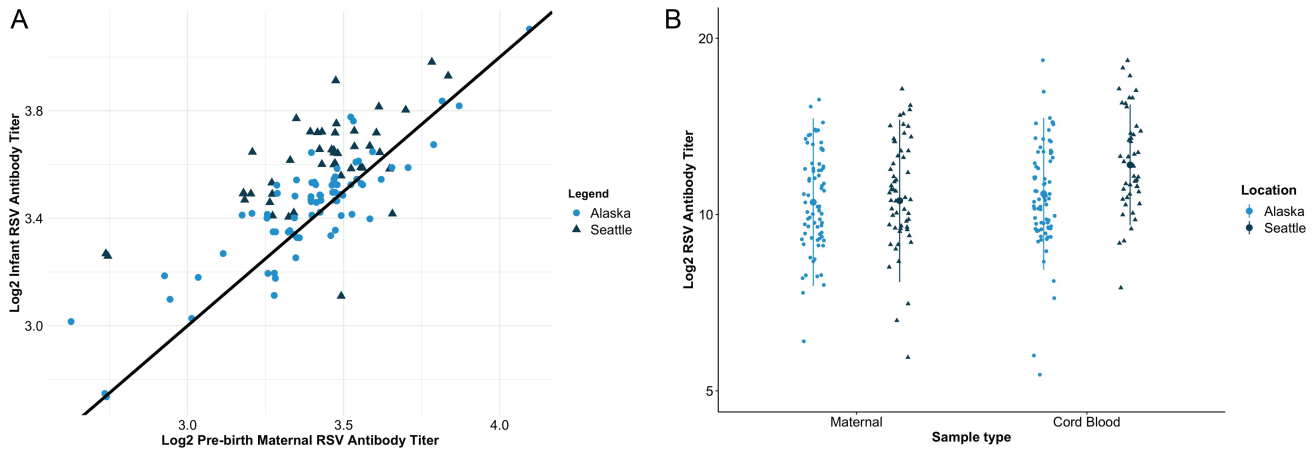 A
Log2 Infant RSV Antibody Titer
3.8
3.4
3.0
3.0 3.5 4.0
Log2 Pre-birth Maternal RSV Antibody Titer
Legend
Alaska
Seattle
B
Log2 RSV Antibody Titer
20
10
5
Maternal Cord Blood
Sample type
Location
Alaska
Seattle